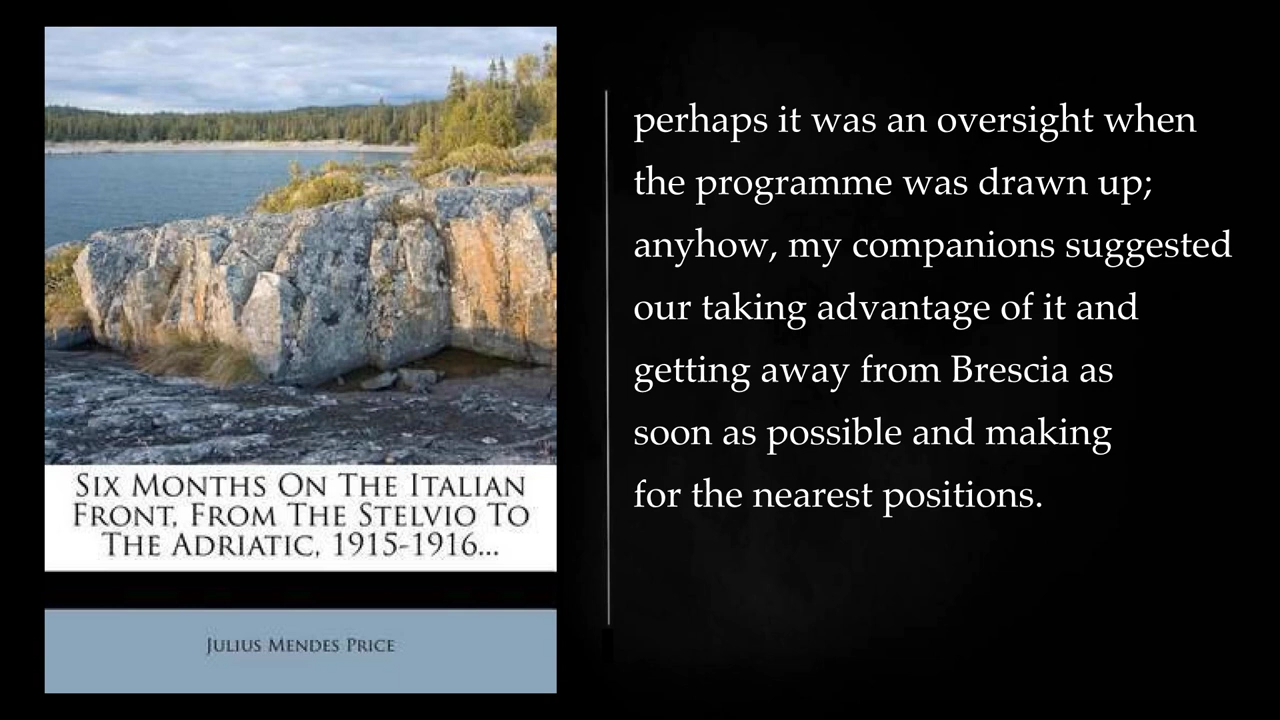 Six Months On The Italian
Front, From The Stelvio To
The Adriatic, 1915-1916...
Julius Mendes Price
perhaps it was an oversight when
the programme was drawn up;
anyhow, my companions suggested
our taking advantage of it and
getting away from Brescia as
soon as possible and making
for the nearest positions.